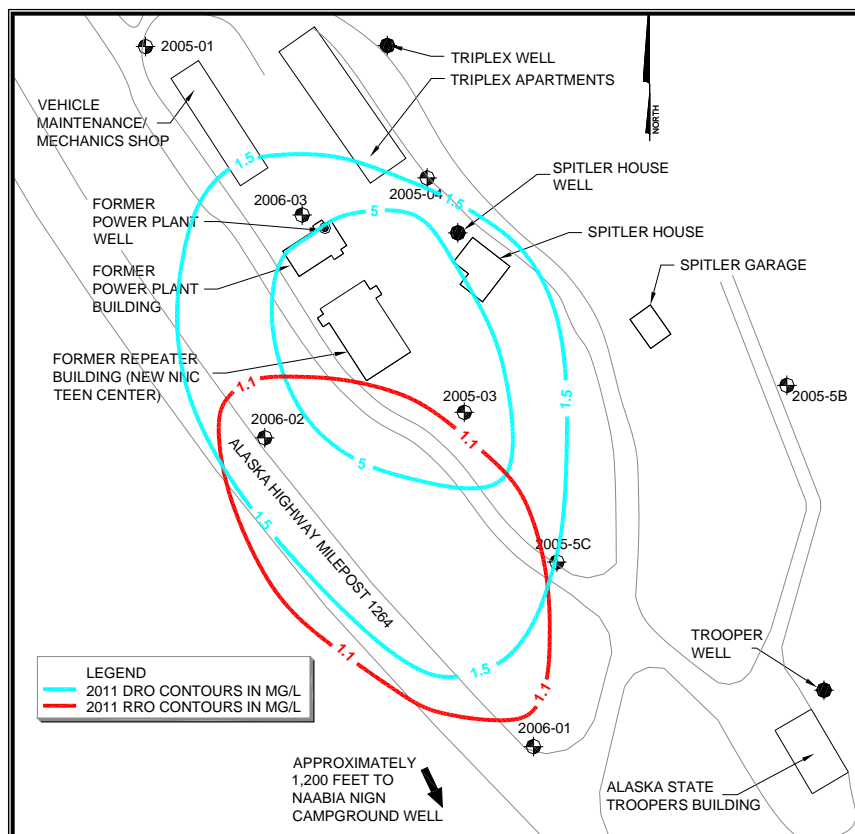 2005-01
TRIPLEX WELL
TRIPLEX APARTMENTS
NORTH
VEHICLE
MAINTENANCE/
MECHANICS SHOP
1.5
2005-04
1.5
SPITLER HOUSE
WELL
FORMER
POWER PLANT
WELL
2006-03
5
SPITLER HOUSE
FORMER
POWER PLANT
BUILDING
SPITLER GARAGE
FORMER REPEATER
BUILDING (NEW NNC
TEEN CENTER)
1.1
2005-03
1.5
2005-5B
2006-02
1.1
5
ALASKA HIGHWAY MILEPOST 1264
1.5
2005-5C
1.1
1.5
1.1
TROOPER
WELL
LEGEND
2011 DRO CONTOURS IN MG/L
2011 RRO CONTOURS IN MG/L
2006-01
APPROXIMATELY
1,200 FEET TO
NAABIA NIGN
CAMPGROUND WELL
ALASKA STATE
TROOPERS BUILDING